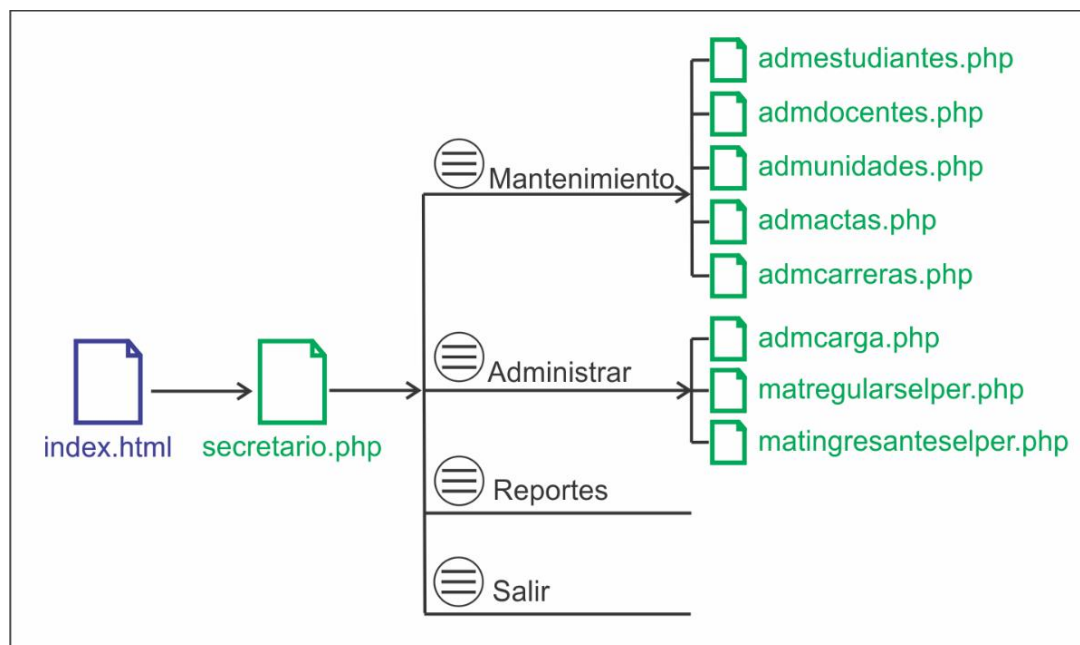 index.html
secretario.php
Mantenimiento
admestudiantes.php
admdocentes.php
admunidades.php
admactas.php
admcarreras.php
Administrar
admcarga.php
matregularselper.php
matingresanteselper.php
Reportes
Salir